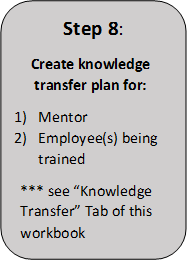 Step 8:
Create knowledge
transfer plan for:
1) Mentor
2) Employee(s) being
trained
*** see “Knowledge
Transfer” Tab of this
workbook